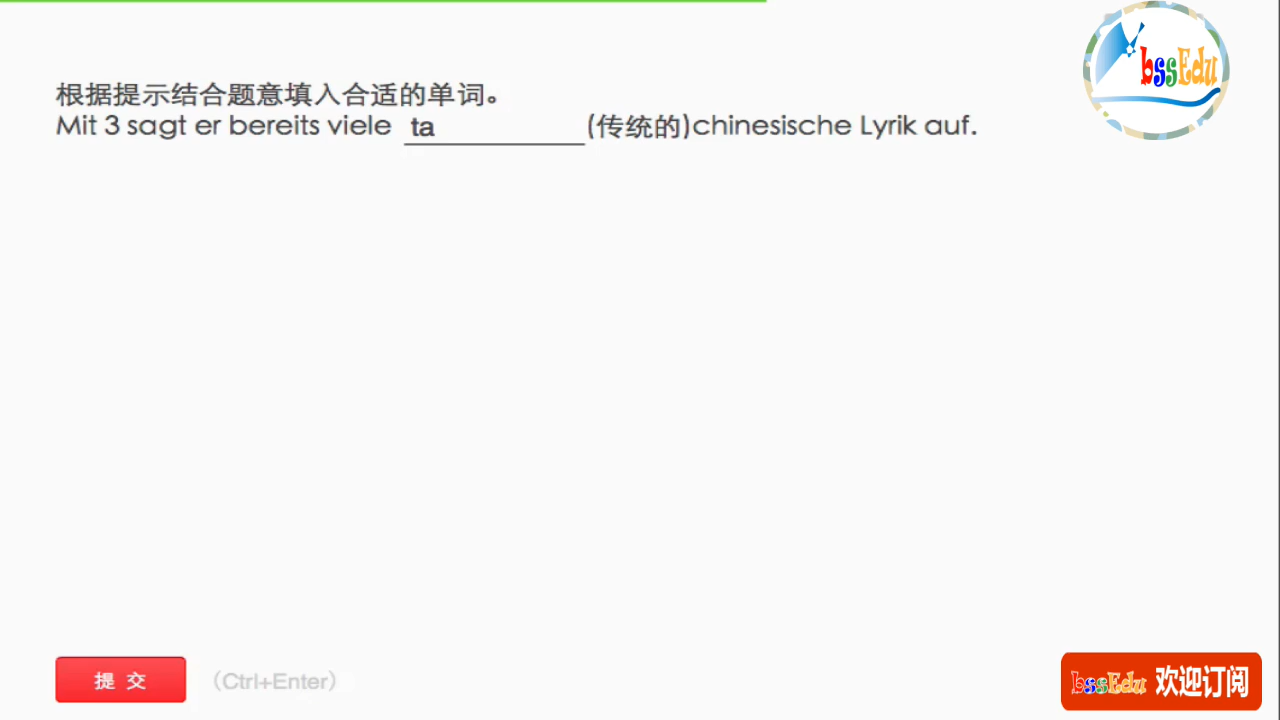 bssEdu
根据提示结合题意填入合适的单词。
Mit 3 sagt er bereits viele ta(传统的)chinesische Lyrik auf.
提 交 (Ctrl+Enter)
bssEdu 欢迎订阅